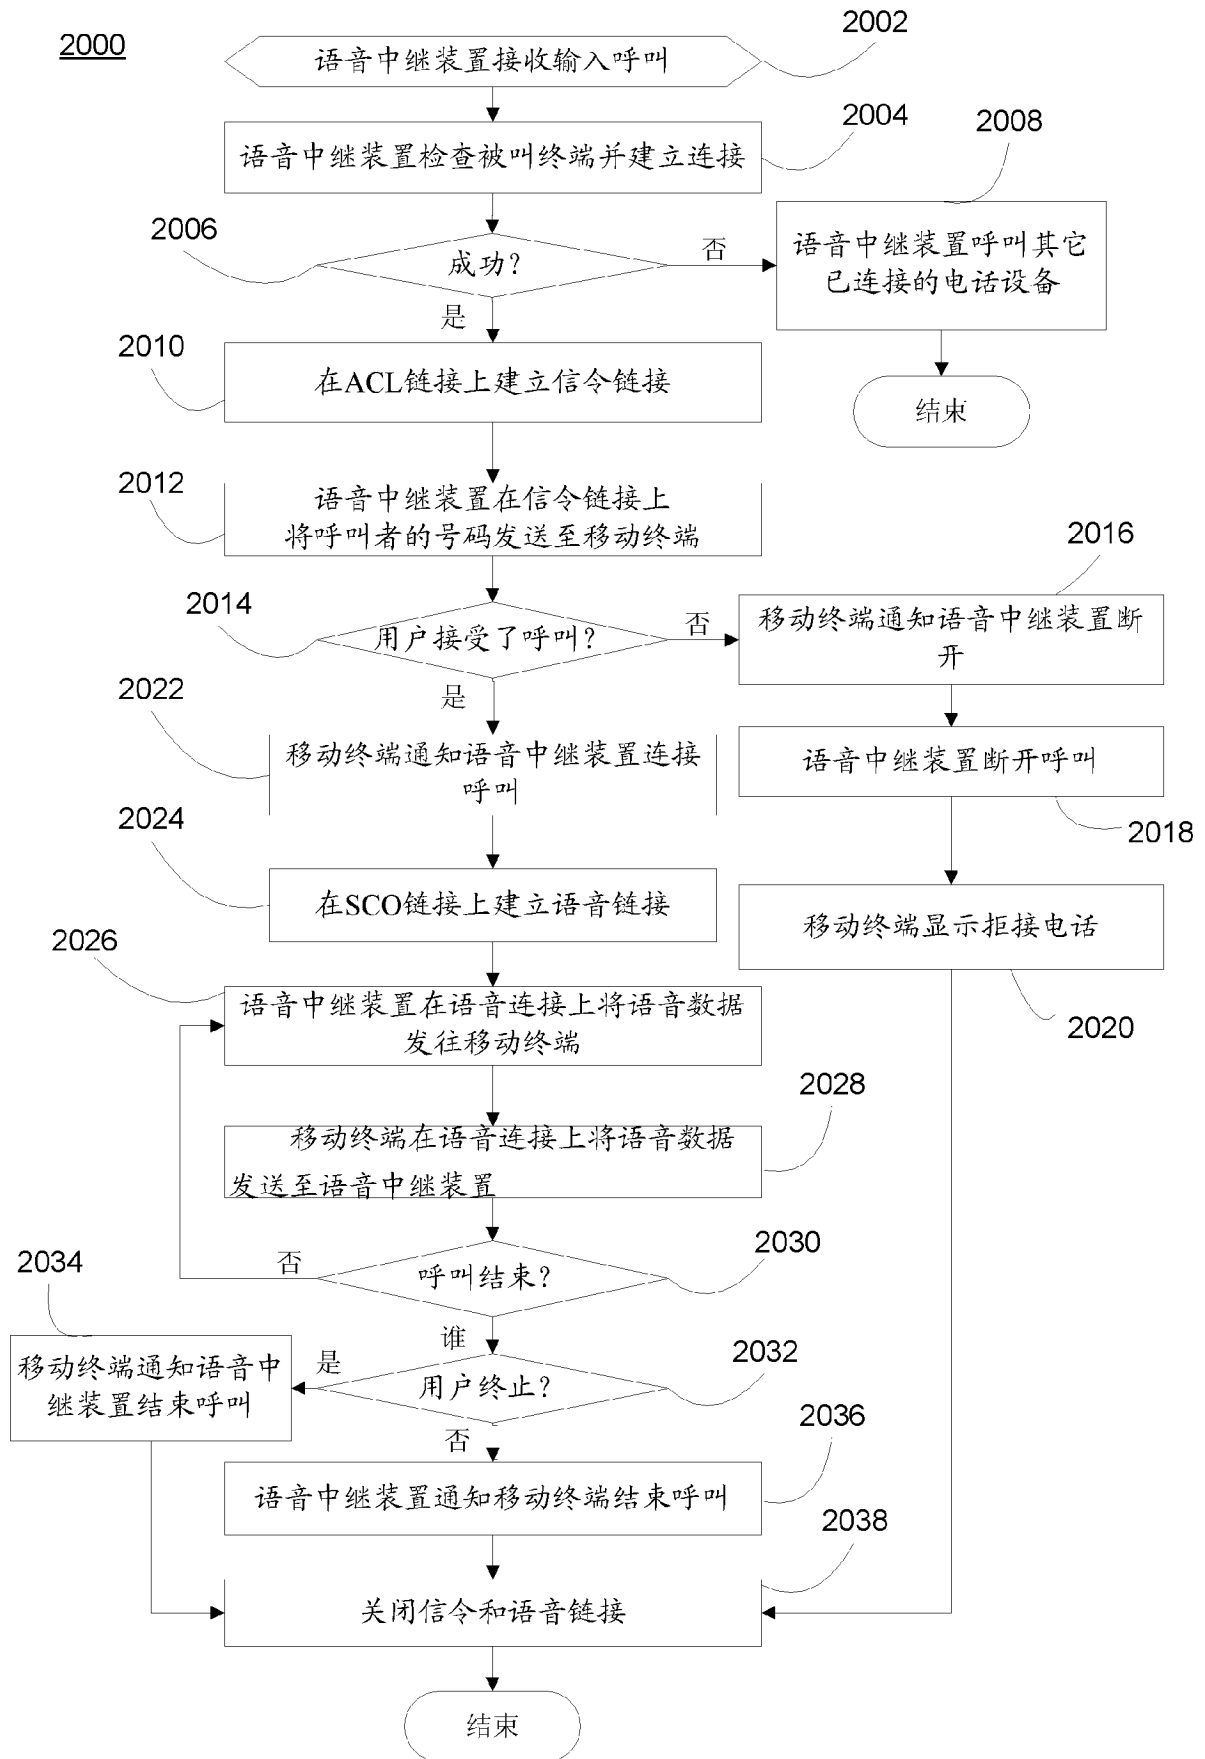 2000
2002
语音中继装置接收输入呼叫
2004
语音中继装置检查被叫终端并建立连接
2006
成功?
否
2008
语音中继装置呼叫其它
已连接的电话设备
结束
是
2010
在ACL链接上建立信令链接
2012
语音中继装置在信令链接上
将呼叫者的号码发送至移动终端
2014
用户接受了呼叫?
否
2016
移动终端通知语音中继装置断
开
语音中继装置断开呼叫
2018
移动终端显示拒接电话
2020
是
2022
移动终端通知语音中继装置连接
呼叫
2024
在SCO链接上建立语音链接
2026
语音中继装置在语音连接上将语音数据
发往移动终端
2028
移动终端在语音连接上将语音数据
发送至语音中继装置
2030
呼叫结束?
否
谁
2032
用户终止?
是
2034
移动终端通知语音中
继装置结束呼叫
否
2036
语音中继装置通知移动终端结束呼叫
2038
关闭信令和语音链接
结束